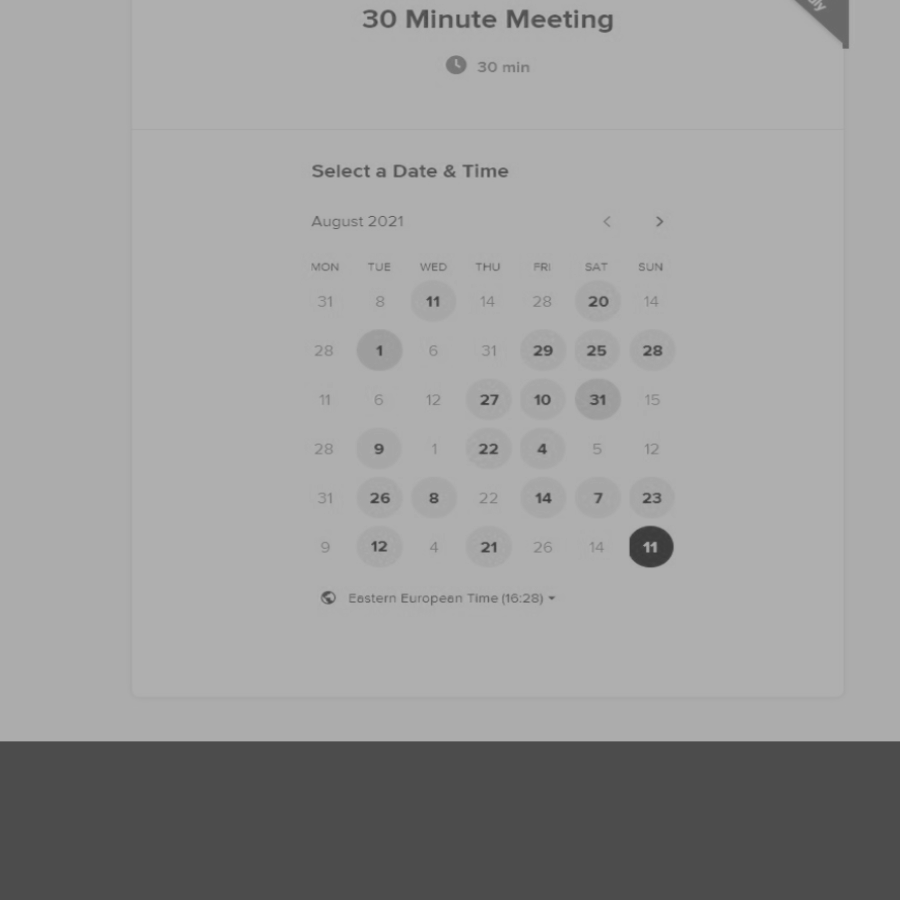 30 Minute Meeting
30 min
Select a Date & Time
August 2021
MON TUE WED THU FRI SAT SUN
31 8 11 14 28 20 14
28 1 6 31 29 25 28
11 6 12 27 10 31 15
28 9 1 22 4 5 12
31 26 8 22 14 7 23
9 12 4 21 26 14 11
Eastern European Time (16:28)